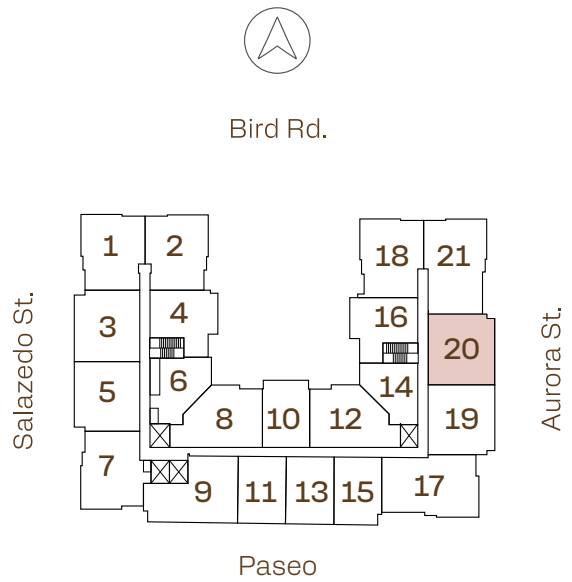 Bird Rd.
1 2 18 21
3 4 16 20
Salazedo St.
Aurora St.
5 6 14 19
8 10 12
7 9 11 13 15 17
Paseo